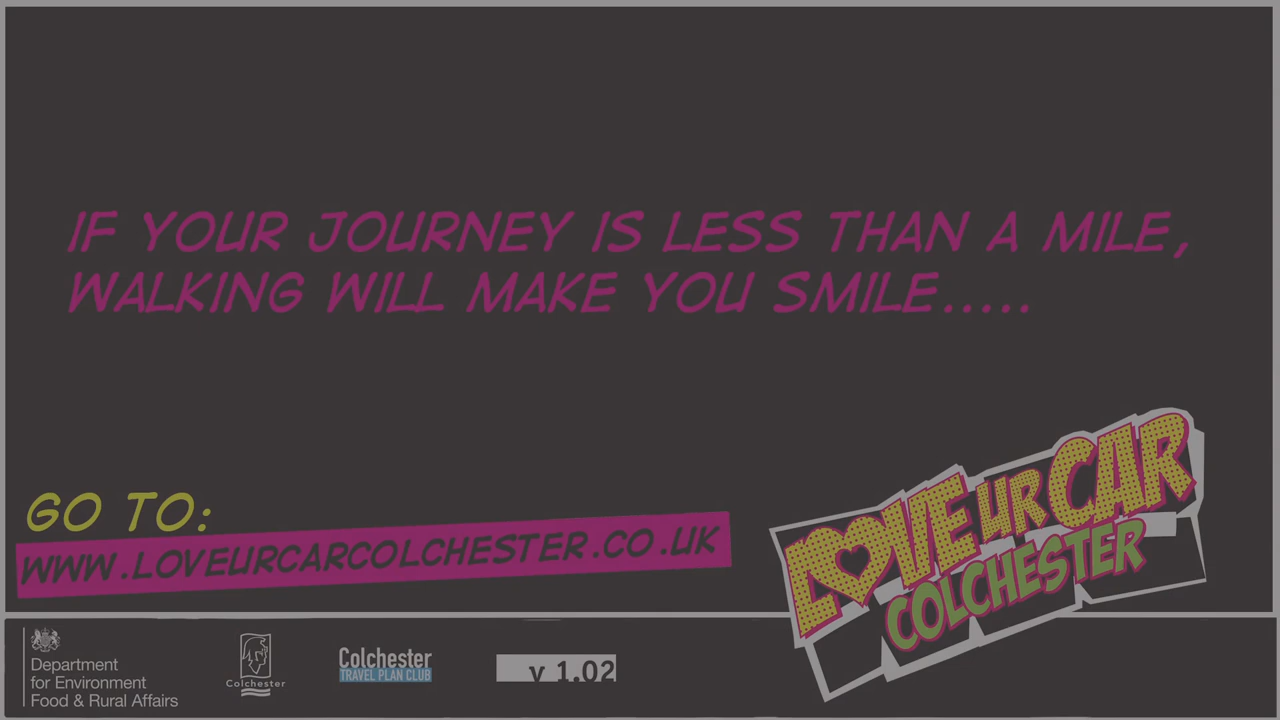 IF YOUR JOURNEY IS LESS THAN A MILE,
WALKING WILL MAKE YOU SMILE.....
GO TO:
WWW.LOVEURCARCOLCHESTER.CO.UK
LOVE UR CAR
COLCHESTER
Department
for Environment
Food & Rural Affairs
Colchester
Colchester
TRAVEL PLAN CLUB
v 1.02